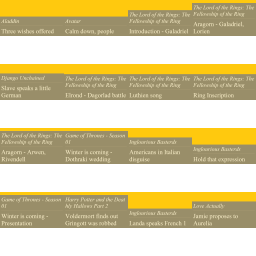 Aladdin
Three wishes offered
Avatar
Calm down, people
The Lord of the Rings: The
Fellowship of the Ring
Introduction - Galadriel
The Lord of the Rings: The
Fellowship of the Ring
Aragorn - Galadriel,
Lorien
Django Unchained
Slave speaks a little
German
The Lord of the Rings: The
Fellowship of the Ring
Elrond - Dagorlad battle
The Lord of the Rings: The
Fellowship of the Ring
Luthien song
The Lord of the Rings: The
Fellowship of the Ring
Ring Inscription
The Lord of the Rings: The
Fellowship of the Ring
Aragorn - Arwen,
Rivendell
Game of Thrones - Season
01
Winter is coming -
Dothraki wedding
Inglourious Basterds
Americans in Italian
disguise
Inglourious Basterds
Hold that expression
Game of Thrones - Season
01
Winter is coming -
Presentation
Harry Potter and the Deat
hly Hallows Part 2
Voldermort finds out
Gringott was robbed
Inglourious Basterds
Landa speaks French 1
Love Actually
Jamie proposes to
Aurelia